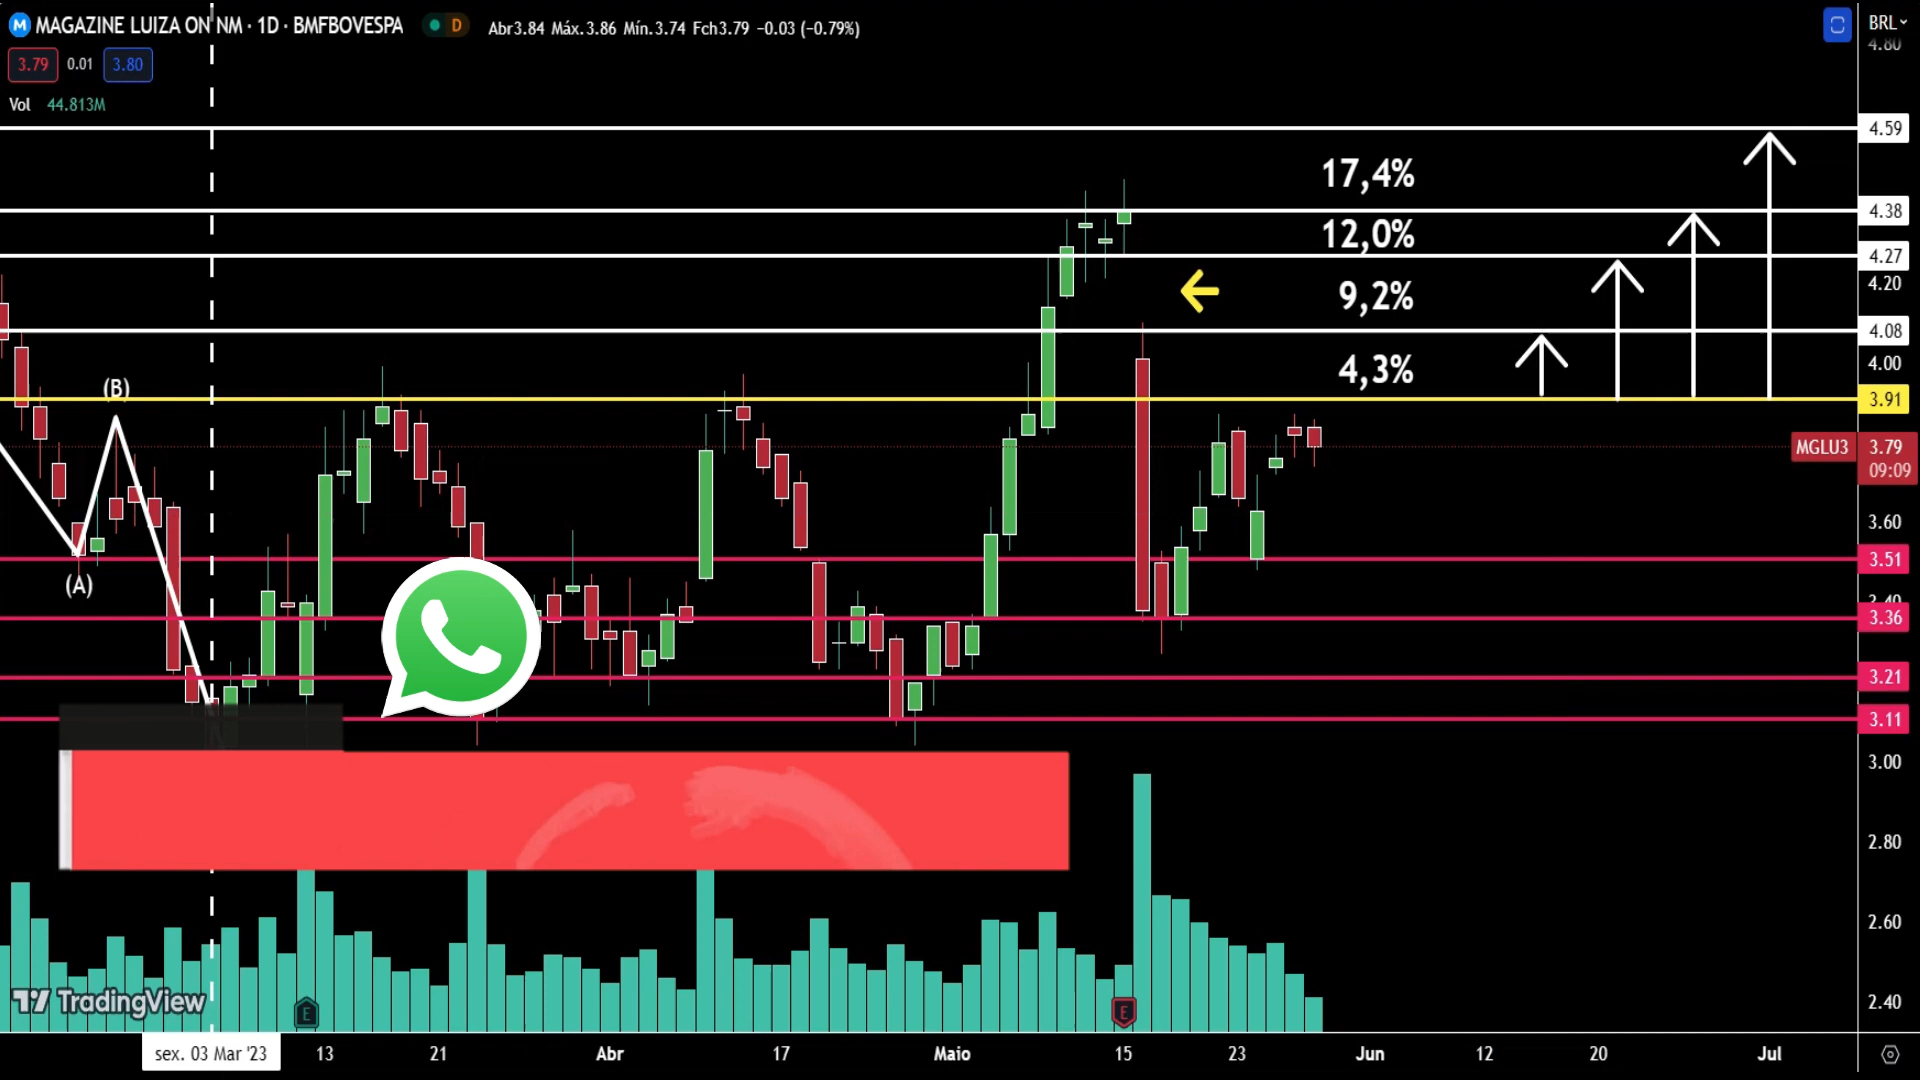 MAGAZINE LUIZA ON NM · 1D · BMFBOVESPA D Abr3.84 Máx.3.86 Mín.3.74 Fch3.79 −0.03 (−0.79%)
BRL
4.80
3.79 0.01 3.80
Vol 44.813M
4.59
17,4%
4.38
12,0%
4.27
4.20
9,2%
4.08
4.00
4,3%
(B)
3.91
MGLU3 3.79
09:09
3.60
3.51
(A)
3.40
3.36
3.21
3.11
3.00
2.80
2.60
TradingView
E
E
2.40
sex. 03 Mar '23 13 21 Abr 17 Maio 15 23 Jun 12 20 Jul